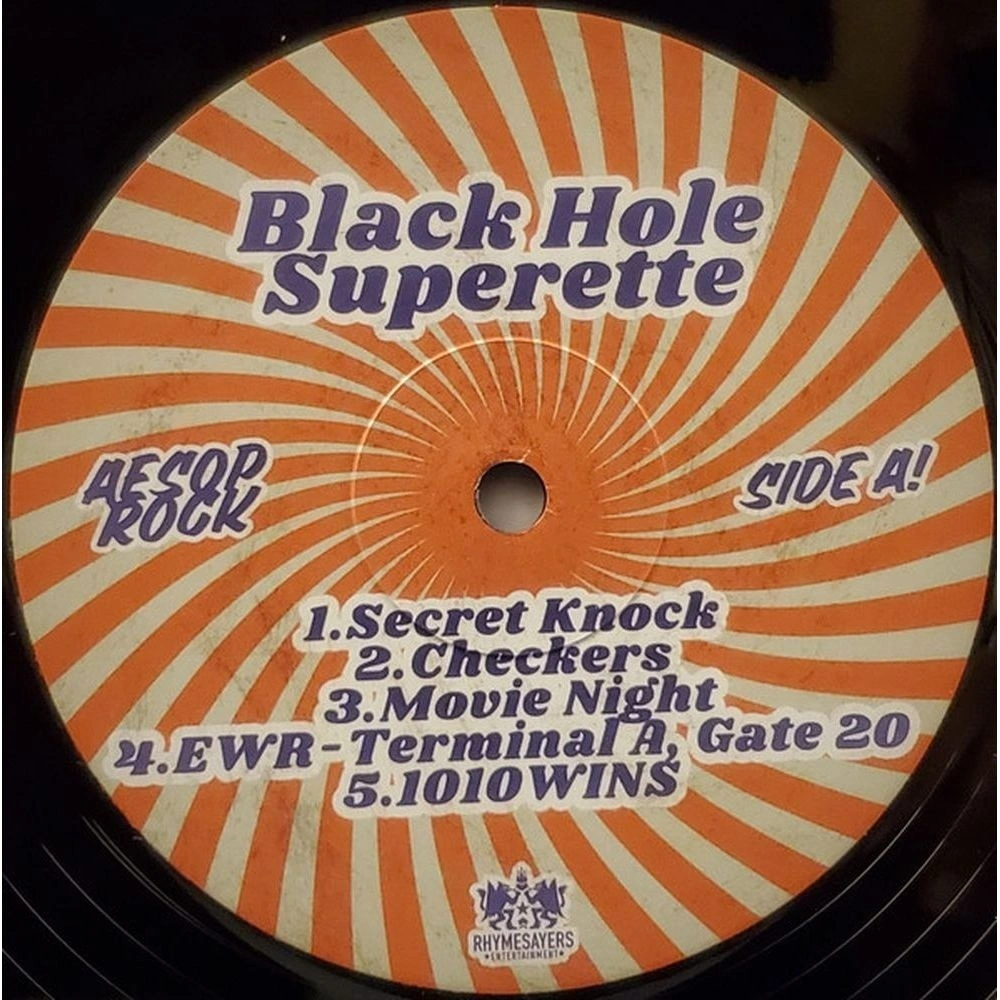 Black Hole
Superette
AESOP
ROCK
SIDE A!
1.Secret Knock
2.Checkers
3.Movie Night
4.EWR-Terminal A, Gate 20
5.1010WINS
RHYMESAYERS
ENTERTAINMENT